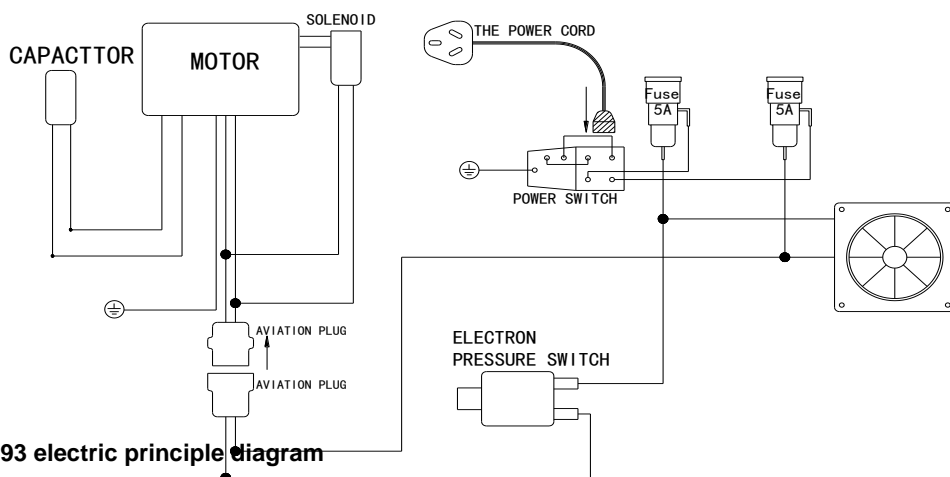 SOLENOID
CAPACTTOR
MOTOR
THE POWER CORD
Fuse
5A
Fuse
5A
POWER SWITCH
AVIATION PLUG
ELECTRON
PRESSURE SWITCH
AVIATION PLUG
93 electric principle diagram